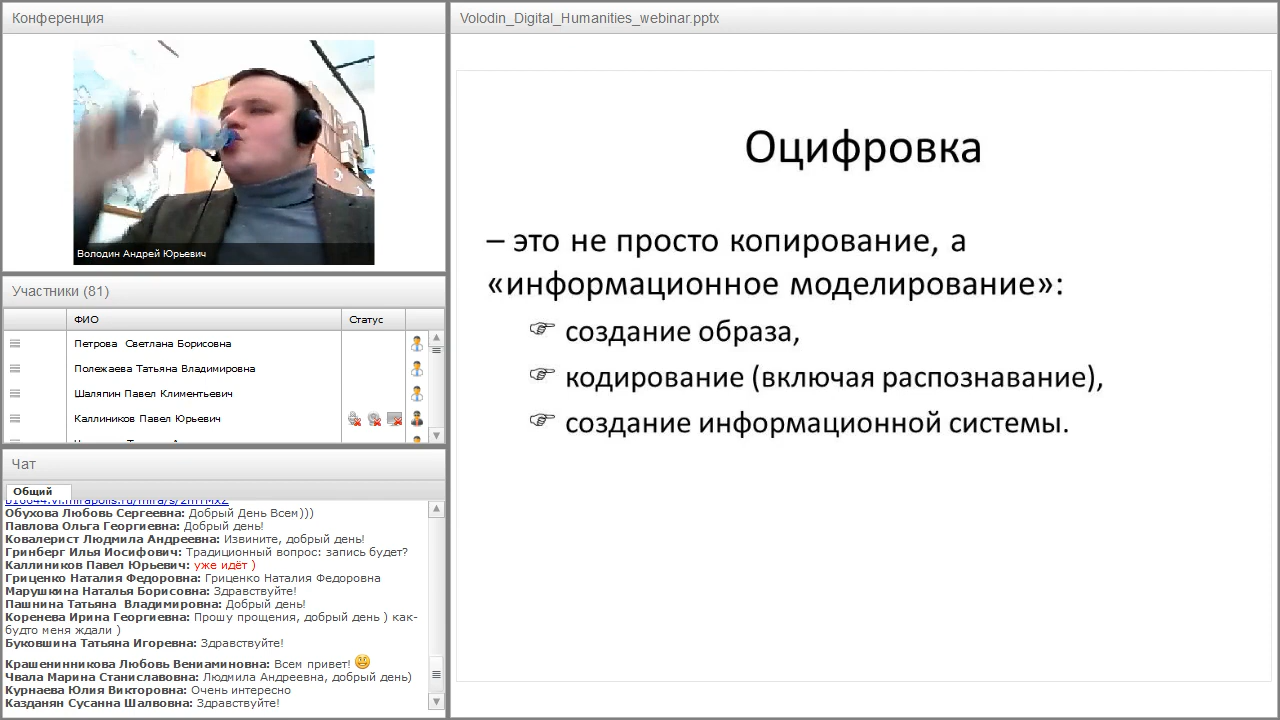 Конференция
Володин Андрей Юрьевич
Участники (81)
ФИО Статус
Петрова Светлана Борисовна
Полежаева Татьяна Владимировна
Шаляпин Павел Климентьевич
Каллиников Павел Юрьевич
Чат
Общий
Обухова Любовь Сергеевна: Добрый День Всем)))
Павлова Ольга Георгиевна: Добрый день!
Ковалерист Людмила Андреевна: Извините, добрый день!
Гринберг Илья Иосифович: Традиционный вопрос: запись будет?
Каллиников Павел Юрьевич: уже идёт )
Гриценко Наталия Федоровна: Гриценко Наталия Федоровна
Марушкина Наталья Борисовна: Здравствуйте!
Пашнина Татьяна Владимировна: Добрый день!
Коренева Ирина Георгиевна: Прошу прощения, добрый день ) как-
будто меня ждали )
Буковшина Татьяна Игоревна: Здравствуйте!
Крашенинникова Любовь Вениаминовна: Всем привет!
Чвала Марина Станиславовна: Людмила Андреевна, добрый день)
Курнаева Юлия Викторовна: Очень интересно
Казданян Сусанна Шалвовна: Здравствуйте!
Volodin_Digital_Humanities_webinar.pptx
Оцифровка
– это не просто копирование, а
«информационное моделирование»:
☞ создание образа,
☞ кодирование (включая распознавание),
☞ создание информационной системы.